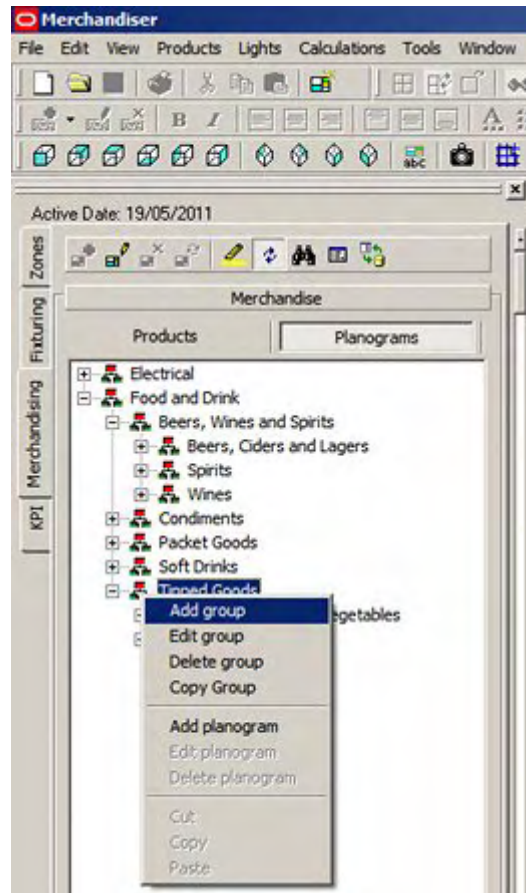 Merchandiser
File Edit View Products Lights Calculations Tools Window
B I A
abc
Active Date: 19/05/2011
Zones
Fixturing
Merchandising
KPI
Merchandise
Products Planograms
Electrical
Food and Drink
Beers, Wines and Spirits
Beers, Ciders and Lagers
Spirits
Wines
Condiments
Packet Goods
Soft Drinks
Tinned Goods
egetables
Add group
Edit group
Delete group
Copy Group
Add planogram
Edit planogram
Delete planogram
Cut
Copy
Paste